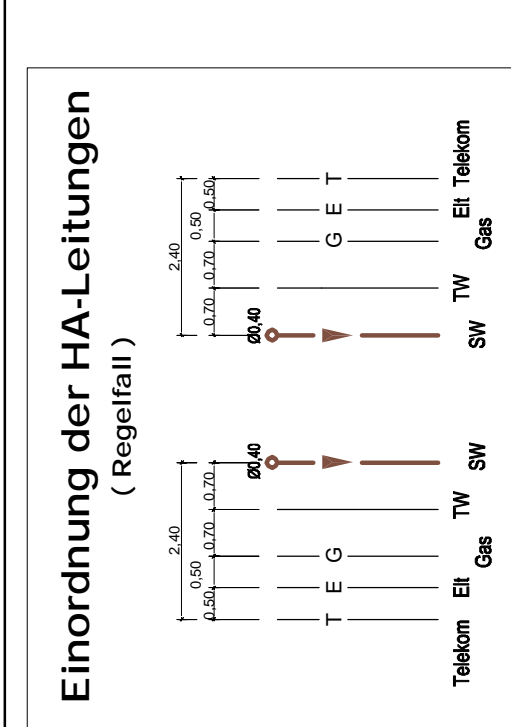 Einordnung der HA-Leitungen
( Regelfall )
2,40
2,40
0,50
0,50
0,50
0,70
0,70
0,70
0,70
0,50
Ø0,40
Ø0,40
T
E
G
G
E
T
Telekom
Elt
Gas
TW
SW
SW
TW
Gas
Elt
Telekom